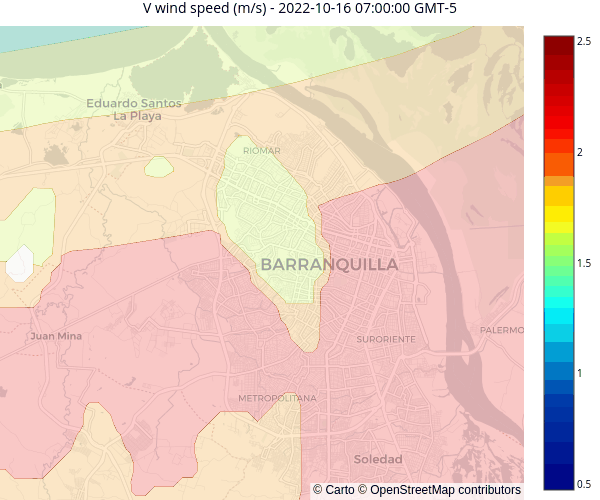 V wind speed (m/s) - 2022-10-16 07:00:00 GMT-5
2.5
Eduardo Santos
La Playa
RIOMAR
2
BARRANQUILLA
1.5
Juan Mina
SURORIENTE
PALERMO
1
METROPOLITANA
Soledad
0.5
© Carto © OpenStreetMap contributors